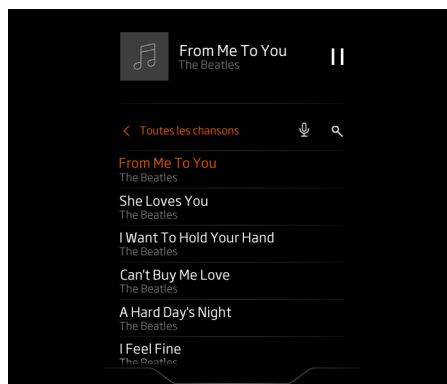 From Me To You
The Beatles
Toutes les chansons
From Me To You
The Beatles
She Loves You
The Beatles
I Want To Hold Your Hand
The Beatles
Can't Buy Me Love
The Beatles
A Hard Day's Night
The Beatles
I Feel Fine
The Beatles